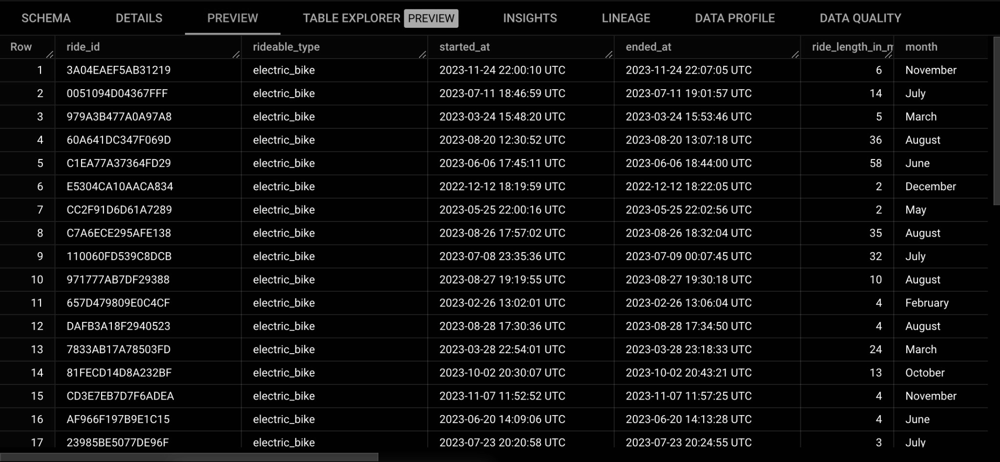 SCHEMA DETAILS PREVIEW TABLE EXPLORER PREVIEW INSIGHTS LINEAGE DATA PROFILE DATA QUALITY
Row ride_id rideable_type started_at ended_at ride_length_in_m month
1 3A04EAEF5AB31219 electric_bike 2023-11-24 22:00:10 UTC 2023-11-24 22:07:05 UTC 6 November
2 0051094D04367FFF electric_bike 2023-07-11 18:46:59 UTC 2023-07-11 19:01:57 UTC 14 July
3 979A3B477A0A97A8 electric_bike 2023-03-24 15:48:20 UTC 2023-03-24 15:53:46 UTC 5 March
4 60A641DC347F069D electric_bike 2023-08-20 12:30:52 UTC 2023-08-20 13:07:18 UTC 36 August
5 C1EA77A37364FD29 electric_bike 2023-06-06 17:45:11 UTC 2023-06-06 18:44:00 UTC 58 June
6 E5304CA10AACA834 electric_bike 2022-12-12 18:19:59 UTC 2022-12-12 18:22:05 UTC 2 December
7 CC2F91D6D61A7289 electric_bike 2023-05-25 22:00:16 UTC 2023-05-25 22:02:56 UTC 2 May
8 C7A6ECE295AFE138 electric_bike 2023-08-26 17:57:02 UTC 2023-08-26 18:32:04 UTC 35 August
9 110060FD539C8DCB electric_bike 2023-07-08 23:35:36 UTC 2023-07-09 00:07:45 UTC 32 July
10 971777AB7DF29388 electric_bike 2023-08-27 19:19:55 UTC 2023-08-27 19:30:18 UTC 10 August
11 657D479809E0C4CF electric_bike 2023-02-26 13:02:01 UTC 2023-02-26 13:06:04 UTC 4 February
12 DAFB3A18F2940523 electric_bike 2023-08-28 17:30:36 UTC 2023-08-28 17:34:50 UTC 4 August
13 7833AB17A78503FD electric_bike 2023-03-28 22:54:01 UTC 2023-03-28 23:18:33 UTC 24 March
14 81FECD14D8A232BF electric_bike 2023-10-02 20:30:07 UTC 2023-10-02 20:43:21 UTC 13 October
15 CD3E7EB7D7F6ADEA electric_bike 2023-11-07 11:52:52 UTC 2023-11-07 11:57:25 UTC 4 November
16 AF966F197B9E1C15 electric_bike 2023-06-20 14:09:06 UTC 2023-06-20 14:13:28 UTC 4 June
17 23985BE5077DE96F electric_bike 2023-07-23 20:20:58 UTC 2023-07-23 20:24:55 UTC 3 July